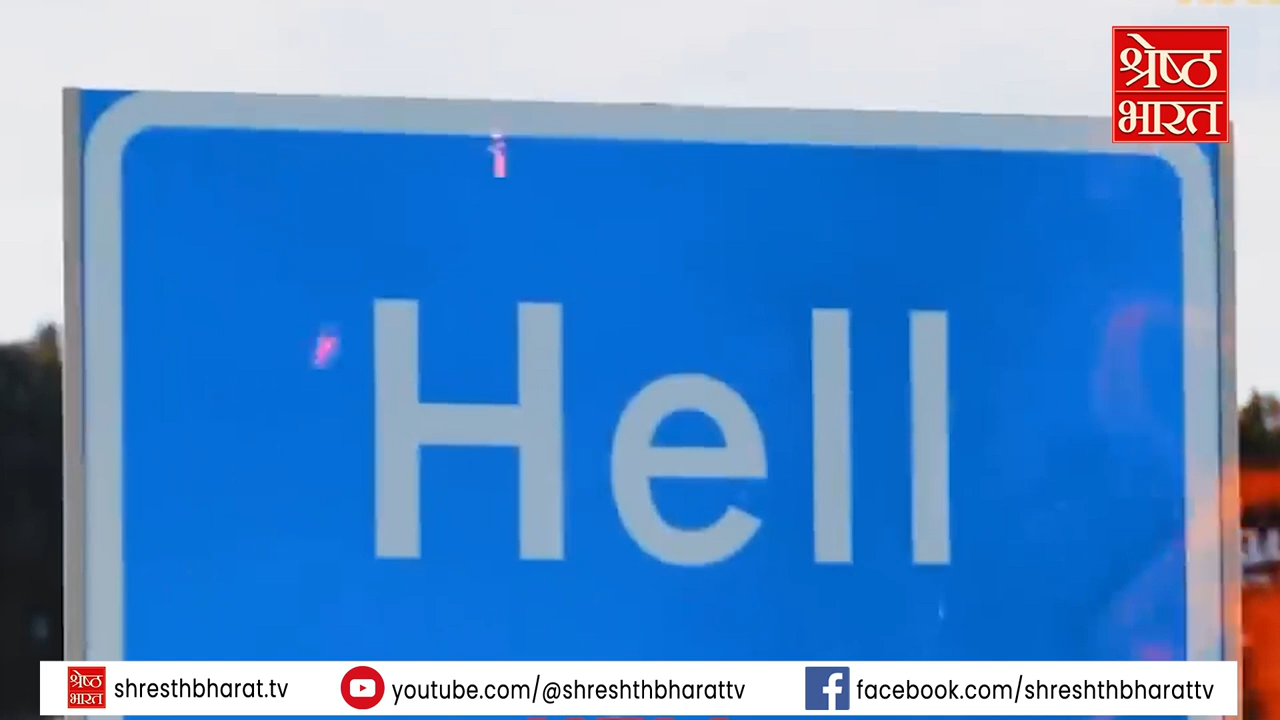 श्रेष्ठ
भारत
Hell
श्रेष्ठ
भारत
shresthbharat.tv
youtube.com/@shreshthbharattv
facebook.com/shreshthbharattv